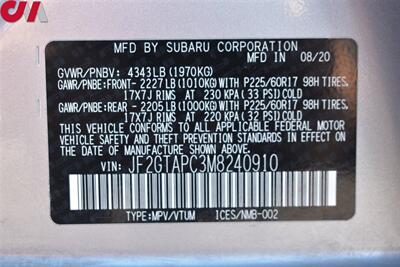 CIA
MFD. BY SUBARU CORPORATION 08/20
GVWR/PNBV: 4343LB (1970KG)
GAWR/PNBE:FRONT- 2227LB(1010KG)WITH P225/60R17 98H TIRES.
17X7J RIMS AT 230 KPA (33 PSI)COLD
GAWR/PNBE:REAR - 2205LB(1000KG)WITH P225/60R17 98H TIRES.
17X7J RIMS AT 220 KPA (32 PSI)COLD
THIS VEHICLE CONFORMS TO ALL APPLICABLE FEDERAL MOTOR VEHICLE
SAFETY, BUMPER, AND THEFT PREVENTION STANDARDS IN EFFECT ON
THE DATE OF MANUFACTURE SHOWN ABOVE.
VIN: JF2GTAPC3M8240910
TYPE:MPV/VTUM ICES/NMB-002